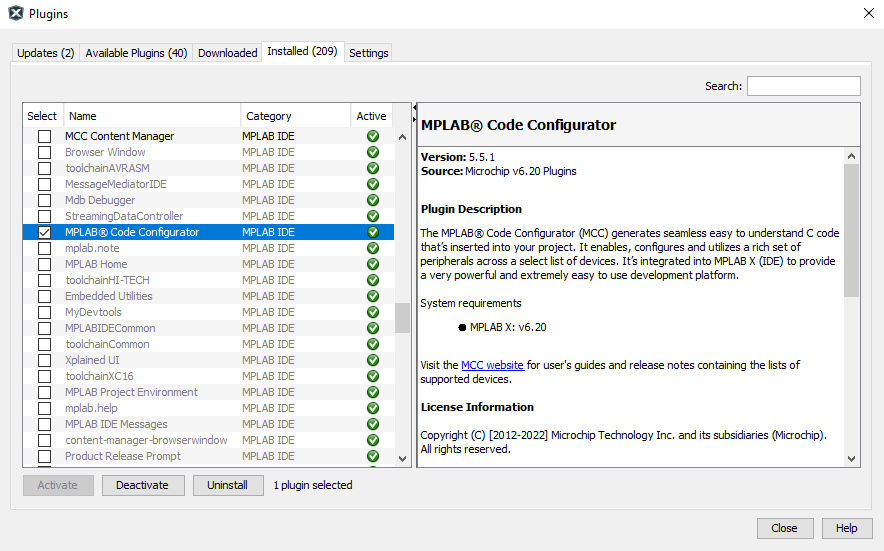 Plugins
Updates (2) Available Plugins (40) Downloaded Installed (209) Settings
Search:
Select Name Category Active
MCC Content Manager MPLAB IDE
Browser Window MPLAB IDE
toolchainAVRASM MPLAB IDE
MessageMediatorIDE MPLAB IDE
Mdb Debugger MPLAB IDE
StreamingDataController MPLAB IDE
MPLAB® Code Configurator MPLAB IDE
mplab.note MPLAB IDE
MPLAB Home MPLAB IDE
toolchainHI-TECH MPLAB IDE
Embedded Utilities MPLAB IDE
MyDevtools MPLAB IDE
MPLABIDECommon MPLAB IDE
toolchainCommon MPLAB IDE
Xplained UI MPLAB IDE
toolchainXC16 MPLAB IDE
MPLAB Project Environment MPLAB IDE
mplab.help MPLAB IDE
MPLAB IDE Messages MPLAB IDE
content-manager-browserwindow MPLAB IDE
Product Release Prompt MPLAB IDE
MPLAB® Code Configurator
Version: 5.5.1
Source: Microchip v6.20 Plugins
Plugin Description
The MPLAB® Code Configurator (MCC) generates seamless easy to understand C code
that's inserted into your project. It enables, configures and utilizes a rich set of
peripherals across a select list of devices. It's integrated into MPLAB X (IDE) to provide
a very powerful and extremely easy to use development platform.
System requirements
● MPLAB X: v6.20
Visit the MCC website for user's guides and release notes containing the lists of
supported devices.
License Information
Copyright (C) [2012-2022] Microchip Technology Inc. and its subsidiaries (Microchip).
All rights reserved.
Activate Deactivate Uninstall 1 plugin selected
Close Help